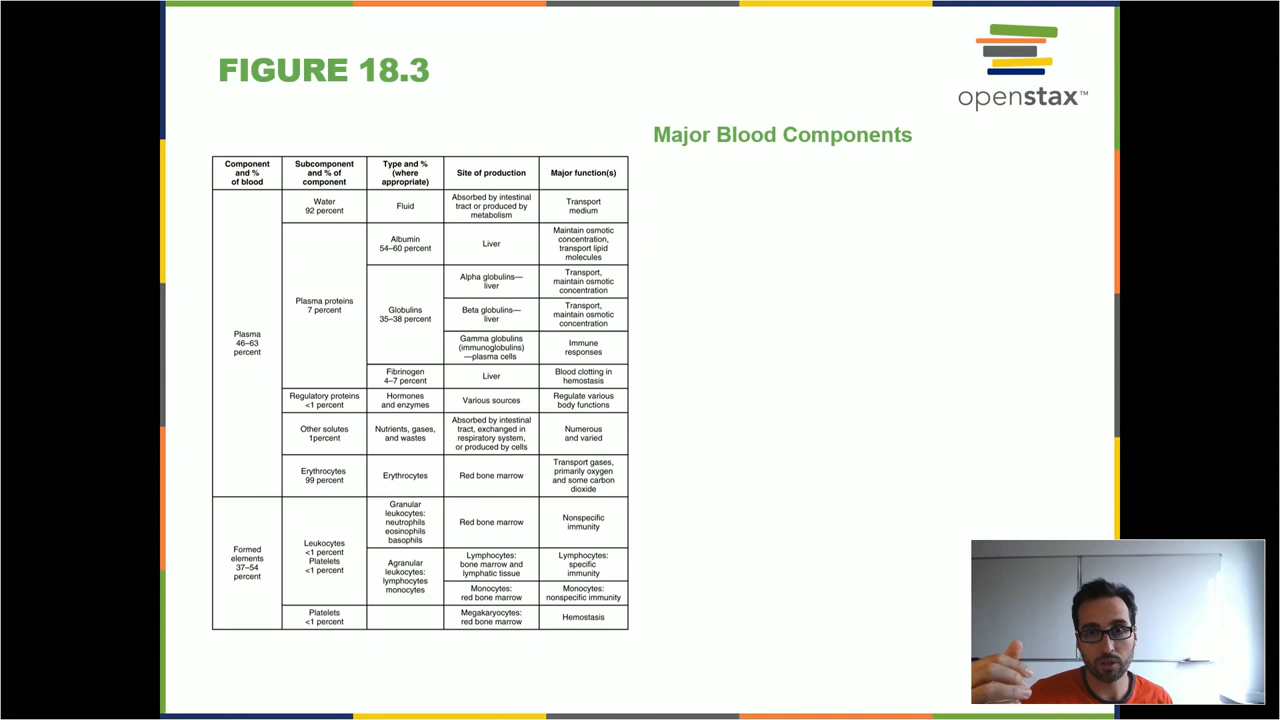 FIGURE 18.3
openstax™
Major Blood Components
Component
and %
of blood
Subcomponent
and % of
component
Type and %
(where
appropriate)
Site of production
Major function(s)
Plasma
46–63
percent
Water
92 percent
Fluid
Absorbed by intestinal
tract or produced by
metabolism
Transport
medium
Plasma proteins
7 percent
Albumin
54–60 percent
Liver
Maintain osmotic
concentration,
transport lipid
molecules
Globulins
35–38 percent
Alpha globulins—
liver
Transport,
maintain osmotic
concentration
Beta globulins—
liver
Transport,
maintain osmotic
concentration
Gamma globulins
(immunoglobulins)
—plasma cells
Immune
responses
Fibrinogen
4–7 percent
Liver
Blood clotting in
hemostasis
Regulatory proteins
<1 percent
Hormones
and enzymes
Various sources
Regulate various
body functions
Other solutes
1percent
Nutrients, gases,
and wastes
Absorbed by intestinal
tract, exchanged in
respiratory system,
or produced by cells
Numerous
and varied
Erythrocytes
99 percent
Erythrocytes
Red bone marrow
Transport gases,
primarily oxygen
and some carbon
dioxide
Formed
elements
37–54
percent
Leukocytes
<1 percent
Platelets
<1 percent
Granular
leukocytes:
neutrophils
eosinophils
basophils
Red bone marrow
Nonspecific
immunity
Agranular
leukocytes:
lymphocytes
monocytes
Lymphocytes:
bone marrow and
lymphatic tissue
Lymphocytes:
specific
immunity
Monocytes:
red bone marrow
Monocytes:
nonspecific immunity
Platelets
<1 percent
Megakaryocytes:
red bone marrow
Hemostasis